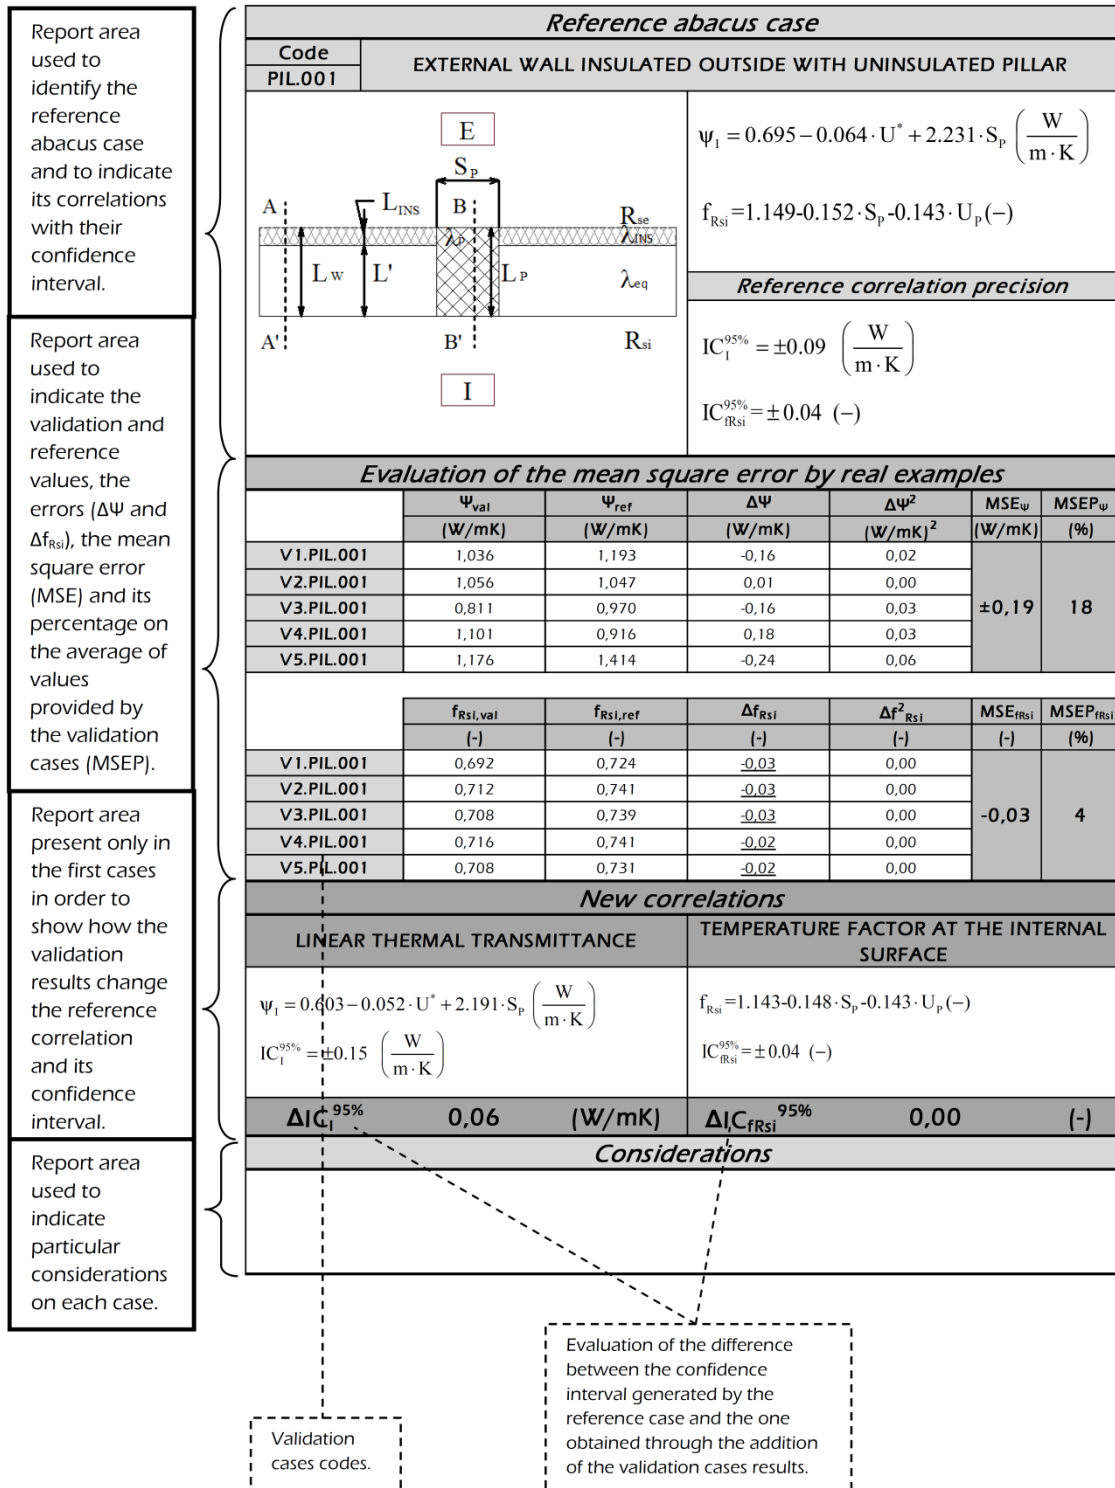 Report area
used to
identify the
reference
abacus case
and to indicate
its correlations
with their
confidence
interval.
Report area
used to
indicate the
validation and
reference
values, the
errors (ΔΨ and
Δf_Rsi), the mean
square error
(MSE) and its
percentage on
the average of
values
provided by
the validation
cases (MSEP).
Report area
present only in
the first cases
in order to
show how the
validation
results change
the reference
correlation
and its
confidence
interval.
Report area
used to
indicate
particular
considerations
on each case.
Reference abacus case
Code
PIL.001
EXTERNAL WALL INSULATED OUTSIDE WITH UNINSULATED PILLAR
E
S_P
A L_INS B R_se
λ_P λ_INS
L_W L' L_P λ_eq
A' B' R_si
I
ψ_I = 0.695 − 0.064 · U* + 2.231 · S_P (W/m·K)
f_Rsi=1.149-0.152·S_P-0.143·U_P(−)
Reference correlation precision
IC_I^95% = ±0.09 (W/m·K)
IC_fRsi^95% = ±0.04 (−)
Evaluation of the mean square error by real examples
Ψ_val Ψ_ref ΔΨ ΔΨ² MSE_Ψ MSEP_Ψ
(W/mK) (W/mK) (W/mK) (W/mK)² (W/mK) (%)
V1.PIL.001 1,036 1,193 -0,16 0,02
V2.PIL.001 1,056 1,047 0,01 0,00
V3.PIL.001 0,811 0,970 -0,16 0,03 ±0,19 18
V4.PIL.001 1,101 0,916 0,18 0,03
V5.PIL.001 1,176 1,414 -0,24 0,06
f_Rsi,val f_Rsi,ref Δf_Rsi Δf²_Rsi MSE_fRsi MSEP_fRsi
(-) (-) (-) (-) (-) (%)
V1.PIL.001 0,692 0,724 -0,03 0,00
V2.PIL.001 0,712 0,741 -0,03 0,00
V3.PIL.001 0,708 0,739 -0,03 0,00 -0,03 4
V4.PIL.001 0,716 0,741 -0,02 0,00
V5.PIL.001 0,708 0,731 -0,02 0,00
New correlations
LINEAR THERMAL TRANSMITTANCE
TEMPERATURE FACTOR AT THE INTERNAL
SURFACE
ψ_I = 0.603 − 0.052 · U* + 2.191 · S_P (W/m·K)
IC_I^95% = ±0.15 (W/m·K)
f_Rsi=1.143-0.148·S_P-0.143·U_P(−)
IC_fRsi^95% = ±0.04 (−)
ΔIC_I^95% 0,06 (W/mK) ΔIC_fRsi^95% 0,00 (-)
Considerations
Validation
cases codes.
Evaluation of the difference
between the confidence
interval generated by the
reference case and the one
obtained through the addition
of the validation cases results.